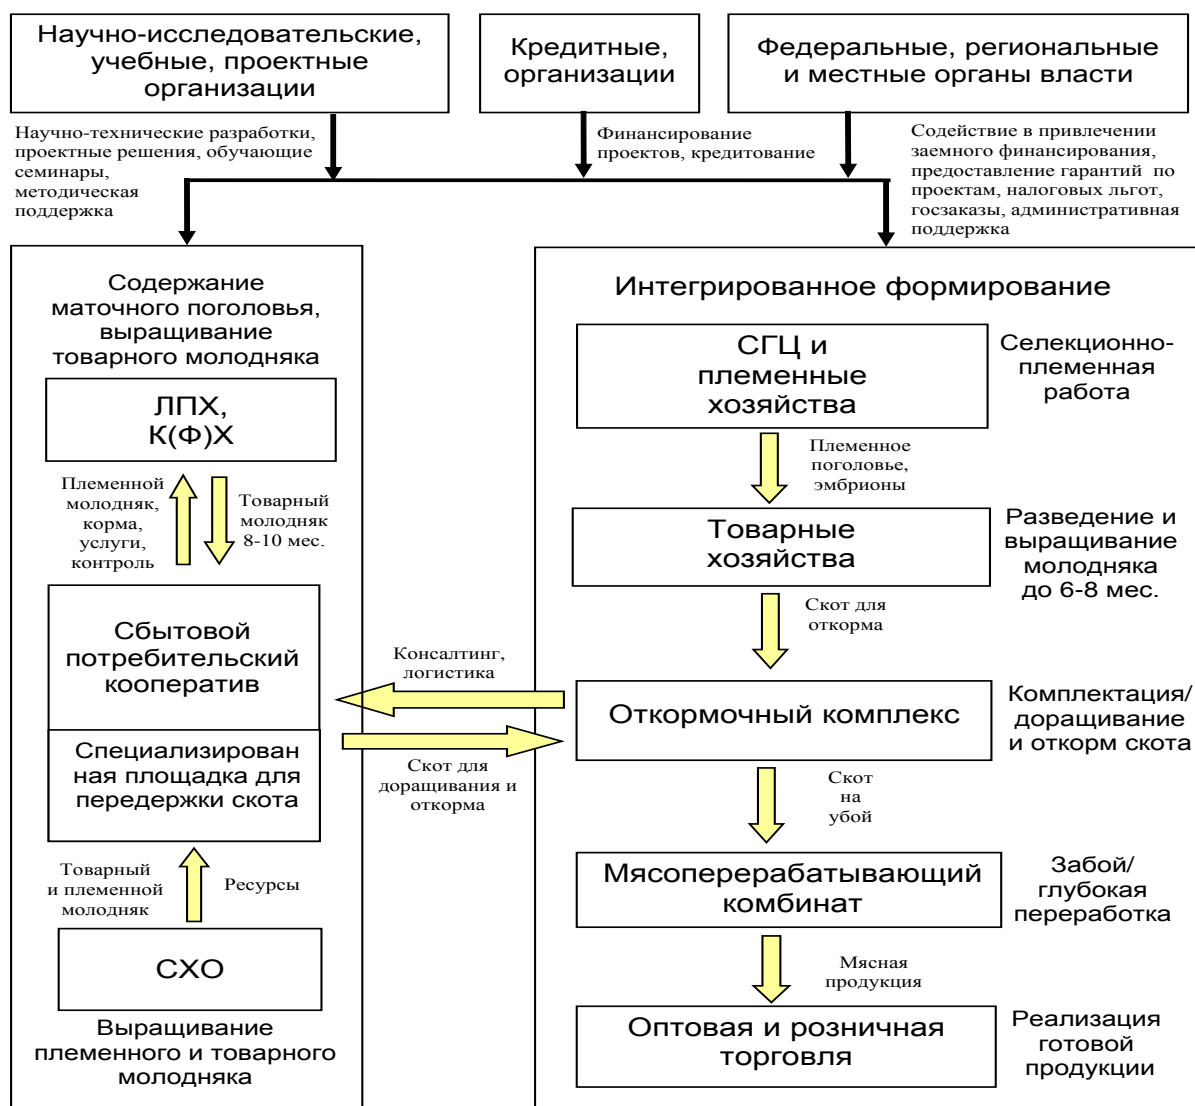 Научно-исследовательские,
учебные, проектные
организации
Кредитные,
организации
Федеральные, региональные
и местные органы власти
Научно-технические разработки,
проектные решения, обучающие
семинары,
методическая
поддержка
Финансирование
проектов, кредитование
Содействие в привлечении
заемного финансирования,
предоставление гарантий по
проектам, налоговых льгот,
госзаказы, административная
поддержка
Содержание
маточного поголовья,
выращивание
товарного молодняка
ЛПХ,
К(Ф)Х
Племенной
молодняк,
корма,
услуги,
контроль
Товарный
молодняк
8-10 мес.
Сбытовой
потребительский
кооператив
Специализирован
ная площадка для
передержки скота
Товарный
и племенной
молодняк
Ресурсы
СХО
Выращивание
племенного и товарного
молодняка
Консалтинг,
логистика
Скот для
доращивания и
откорма
Интегрированное формирование
СГЦ и
племенные
хозяйства
Селекционно-
племенная
работа
Племенное
поголовье,
эмбрионы
Товарные
хозяйства
Разведение и
выращивание
молодняка
до 6-8 мес.
Скот для
откорма
Откормочный комплекс
Комплектация/
доращивание
и откорм скота
Скот
на
убой
Мясоперерабатывающий
комбинат
Забой/
глубокая
переработка
Мясная
продукция
Оптовая и розничная
торговля
Реализация
готовой
продукции